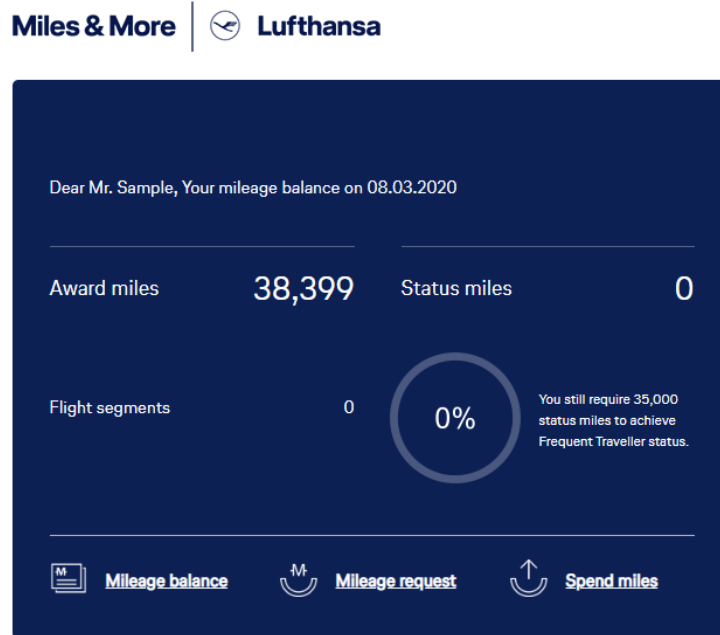 Miles & More Lufthansa
Dear Mr. Sample, Your mileage balance on 08.03.2020
Award miles 38,399
Status miles 0
Flight segments 0
0%
You still require 35,000
status miles to achieve
Frequent Traveller status.
M
Mileage balance
M
Mileage request
Spend miles